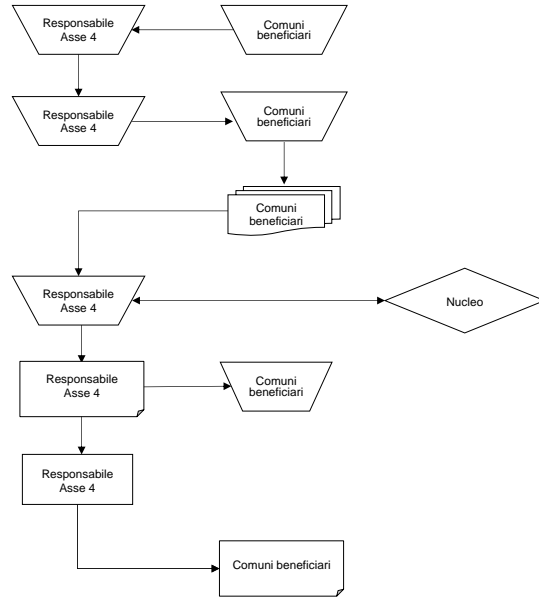 Responsabile
Asse 4
Comuni
beneficiari
Responsabile
Asse 4
Comuni
beneficiari
Comuni
beneficiari
Responsabile
Asse 4
Nucleo
Responsabile
Asse 4
Comuni
beneficiari
Responsabile
Asse 4
Comuni beneficiari